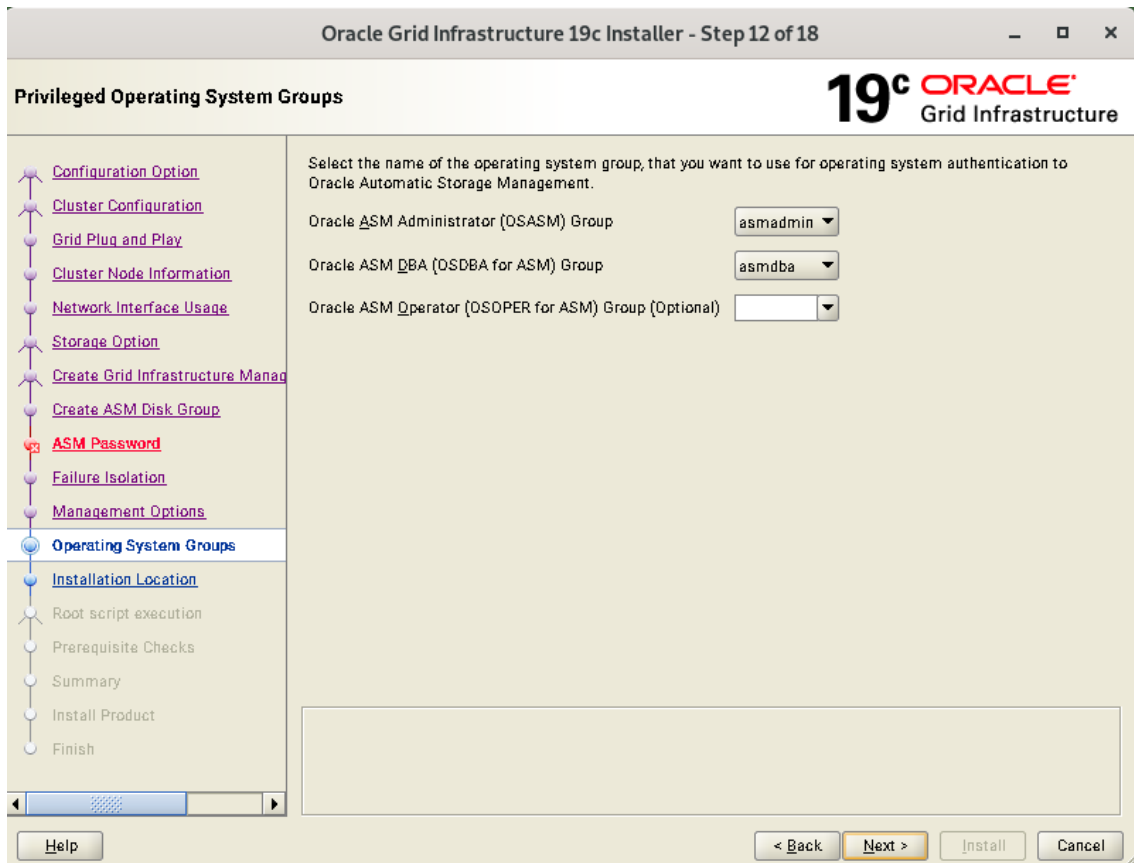 Oracle Grid Infrastructure 19c Installer - Step 12 of 18
Privileged Operating System Groups
19c ORACLE
Grid Infrastructure
Configuration Option
Cluster Configuration
Grid Plug and Play
Cluster Node Information
Network Interface Usage
Storage Option
Create Grid Infrastructure Manag
Create ASM Disk Group
ASM Password
Failure Isolation
Management Options
Operating System Groups
Installation Location
Root script execution
Prerequisite Checks
Summary
Install Product
Finish
Select the name of the operating system group, that you want to use for operating system authentication to
Oracle Automatic Storage Management.
Oracle ASM Administrator (OSASM) Group asmadmin
Oracle ASM DBA (OSDBA for ASM) Group asmdba
Oracle ASM Operator (OSOPER for ASM) Group (Optional)
Help < Back Next > Install Cancel